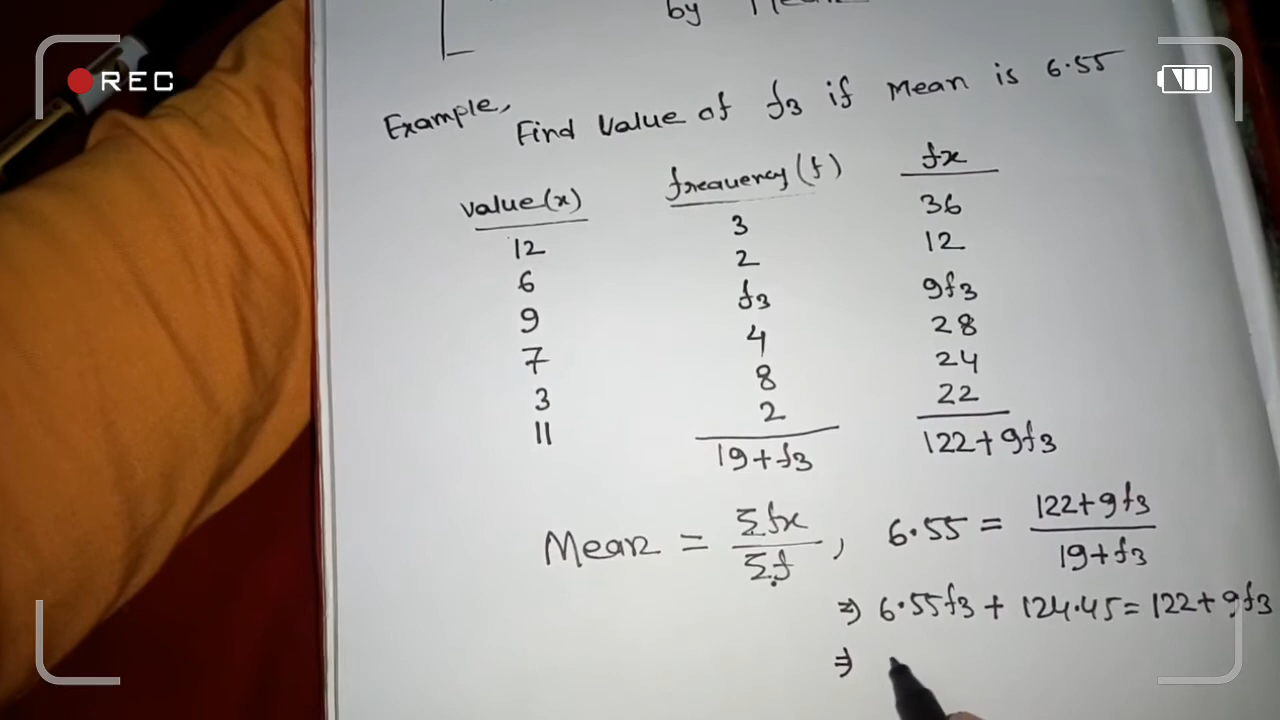 by
REC
Example, Find Value of f3 if Mean is 6.55
value(x) frequency(f) fx
12 3 36
6 2 12
9 f3 9f3
7 4 28
3 8 24
11 2 22
19+f3 122+9f3
Mean = Σfx/Σf, 6.55 = 122+9f3/19+f3
⇒ 6.55f3 + 124.45 = 122+9f3
⇒